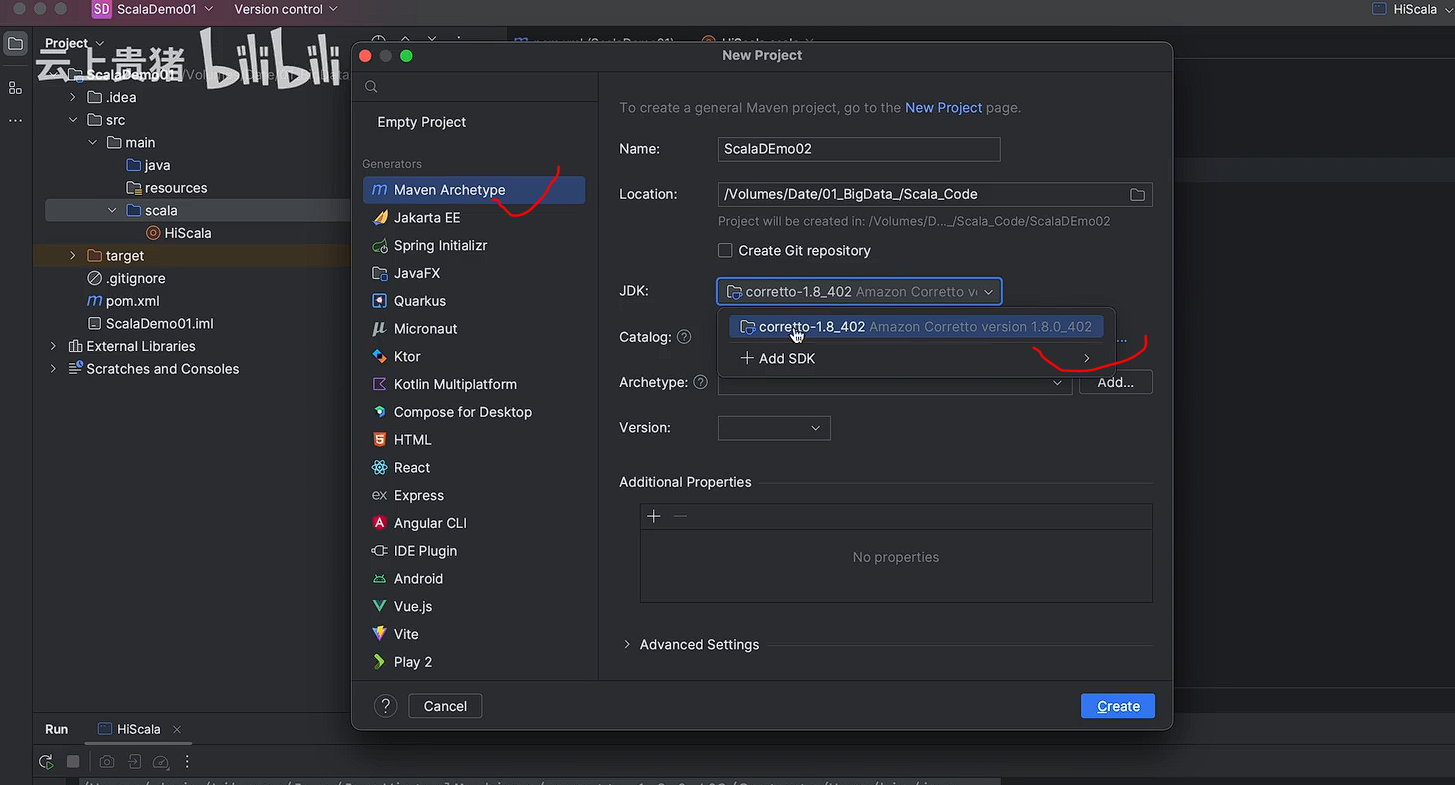 SD ScalaDemo01 Version control HiScala
Project
云上贵猪 bilibili
ScalaDemo01
.idea
src
main
java
resources
scala
HiScala
target
.gitignore
pom.xml
ScalaDemo01.iml
External Libraries
Scratches and Consoles
New Project
Empty Project
Generators
Maven Archetype
Jakarta EE
Spring Initializr
JavaFX
Quarkus
Micronaut
Ktor
Kotlin Multiplatform
Compose for Desktop
HTML
React
Express
Angular CLI
IDE Plugin
Android
Vue.js
Vite
Play 2
To create a general Maven project, go to the New Project page.
Name: ScalaDEmo02
Location: /Volumes/Date/01_BigData_/Scala_Code
Project will be created in: /Volumes/D..._/Scala_Code/ScalaDEmo02
Create Git repository
JDK: corretto-1.8_402 Amazon Corretto
corretto-1.8_402 Amazon Corretto version 1.8.0_402
Catalog:
Add SDK
Archetype: Add...
Version:
Additional Properties
No properties
Advanced Settings
? Cancel Create
Run HiScala